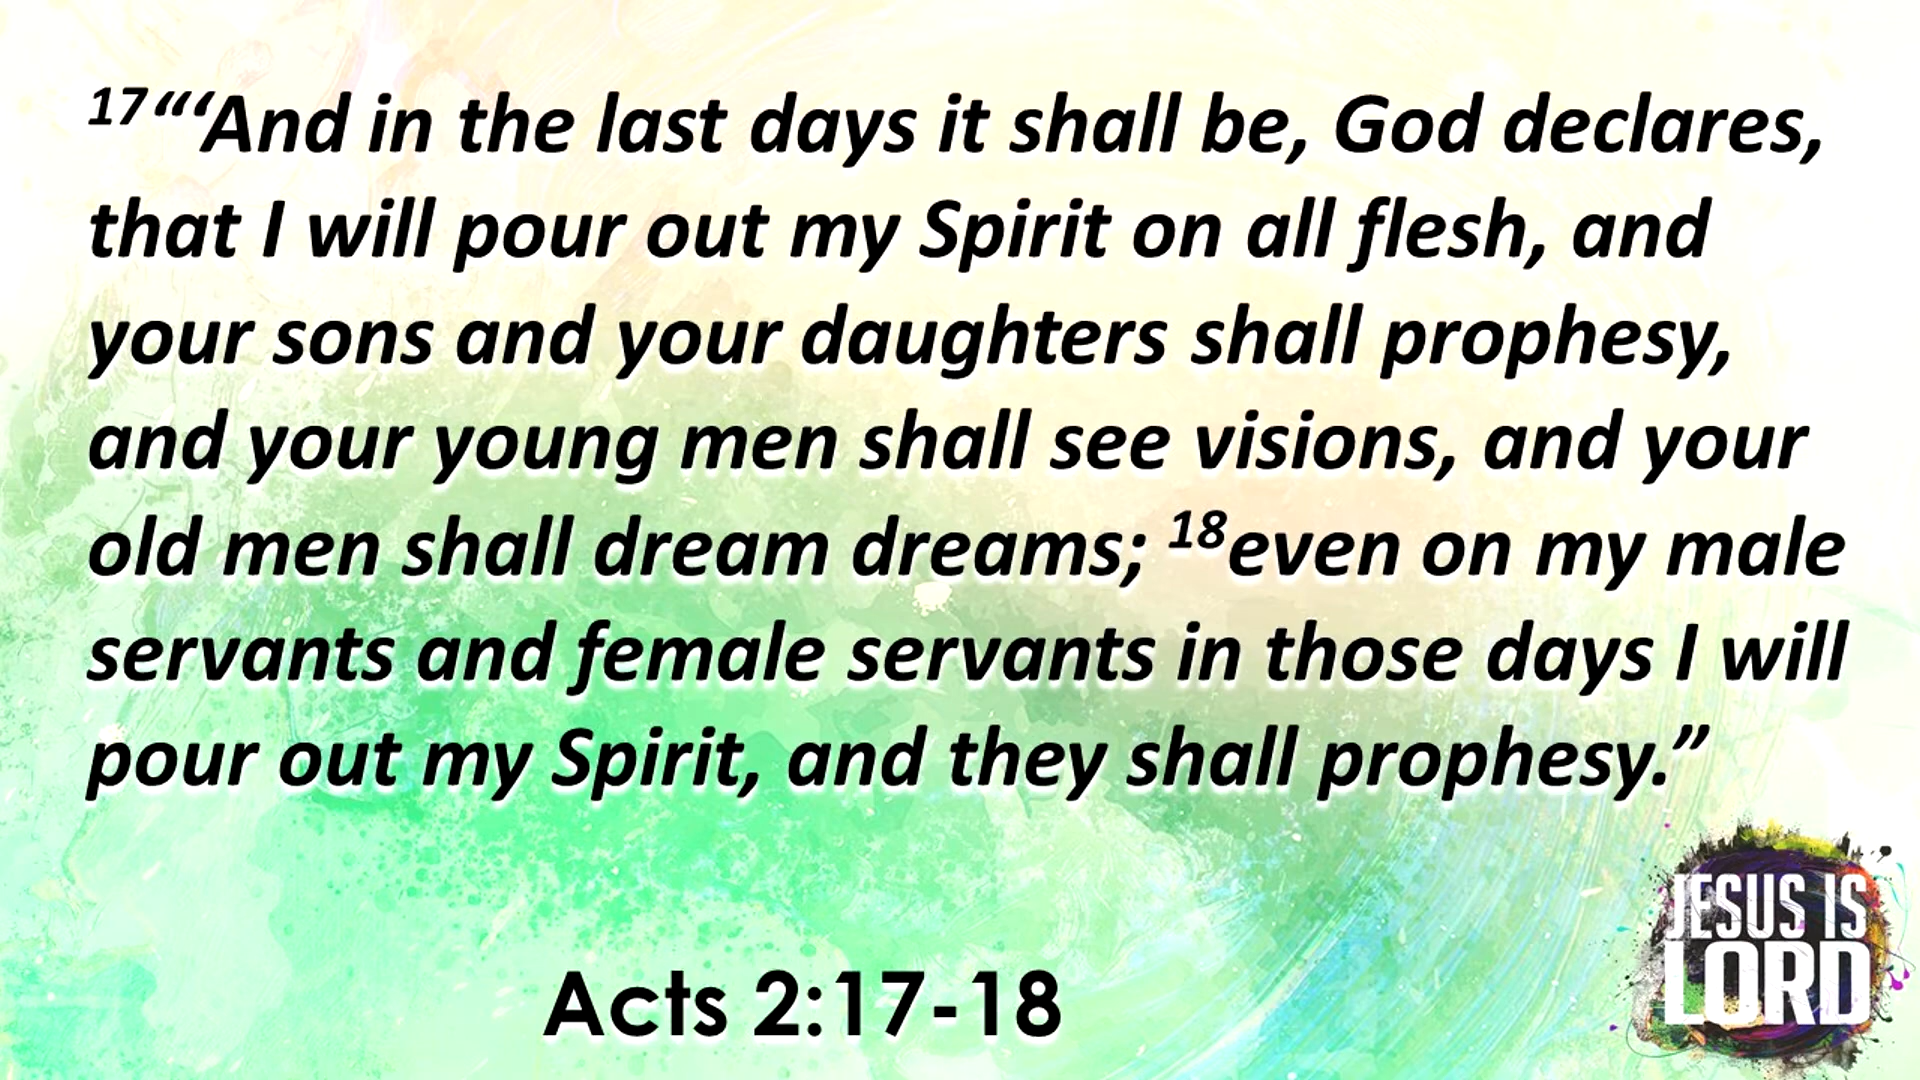 17“‘And in the last days it shall be, God declares,
that I will pour out my Spirit on all flesh, and
your sons and your daughters shall prophesy,
and your young men shall see visions, and your
old men shall dream dreams; 18even on my male
servants and female servants in those days I will
pour out my Spirit, and they shall prophesy.”
Acts 2:17-18
JESUS IS
LORD